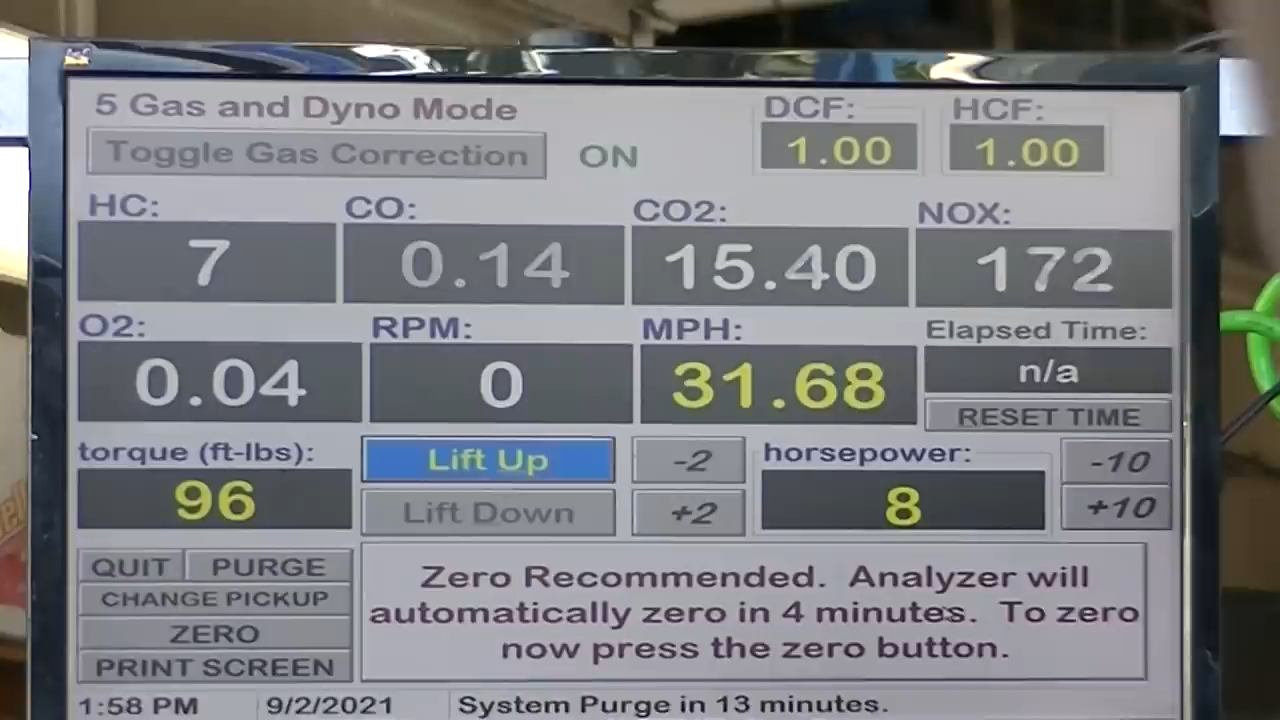 5 Gas and Dyno Mode
DCF:
HCF:
Toggle Gas Correction
ON
1.00
1.00
HC:
CO:
CO2:
NOX:
7
0.14
15.40
172
O2:
RPM:
MPH:
Elapsed Time:
0.04
0
31.68
n/a
RESET TIME
torque (ft-lbs):
Lift Up
-2
horsepower:
-10
96
Lift Down
+2
8
+10
QUIT
PURGE
CHANGE PICKUP
ZERO
PRINT SCREEN
Zero Recommended. Analyzer will
automatically zero in 4 minutes. To zero
now press the zero button.
1:58 PM
9/2/2021
System Purge in 13 minutes.